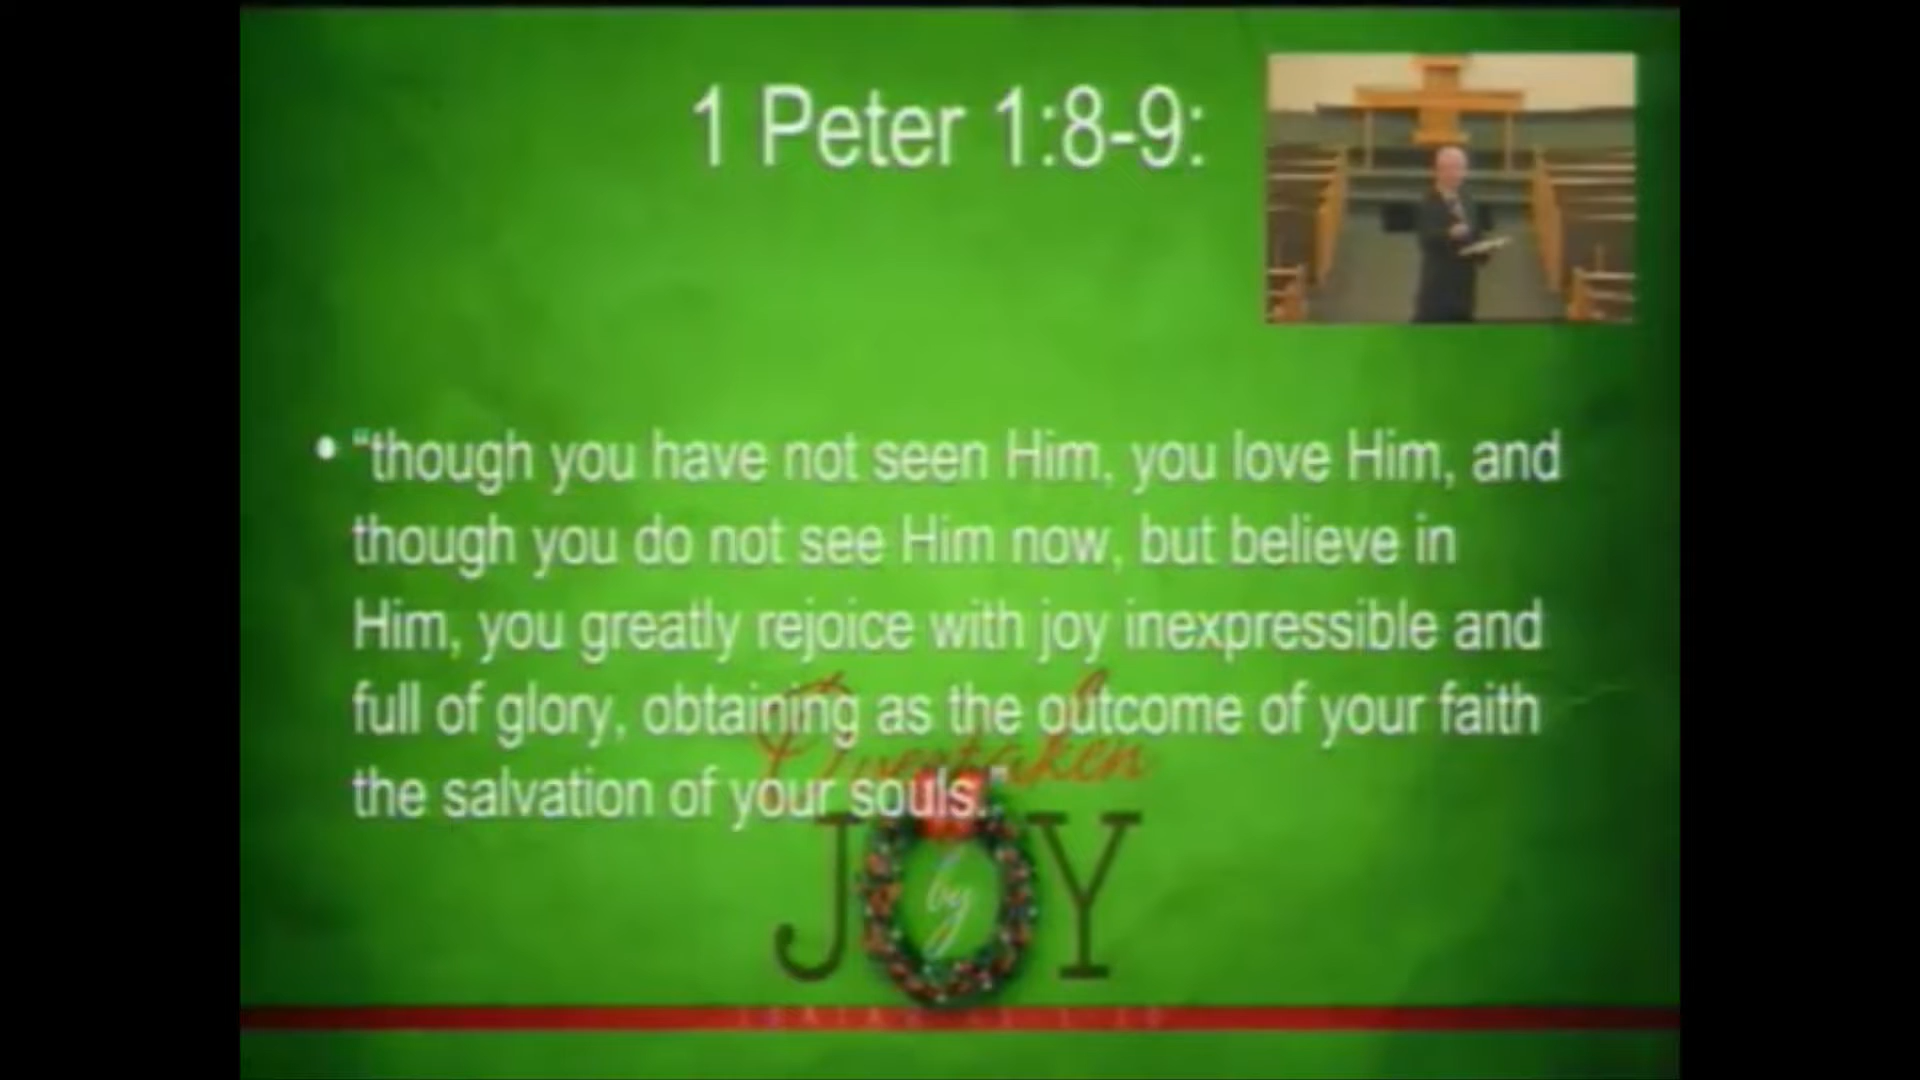 1 Peter 1:8-9:
• “though you have not seen Him, you love Him, and
though you do not see Him now, but believe in
Him, you greatly rejoice with joy inexpressible and
full of glory, obtaining as the outcome of your faith
the salvation of your souls.”
Overtaken
by
JOY